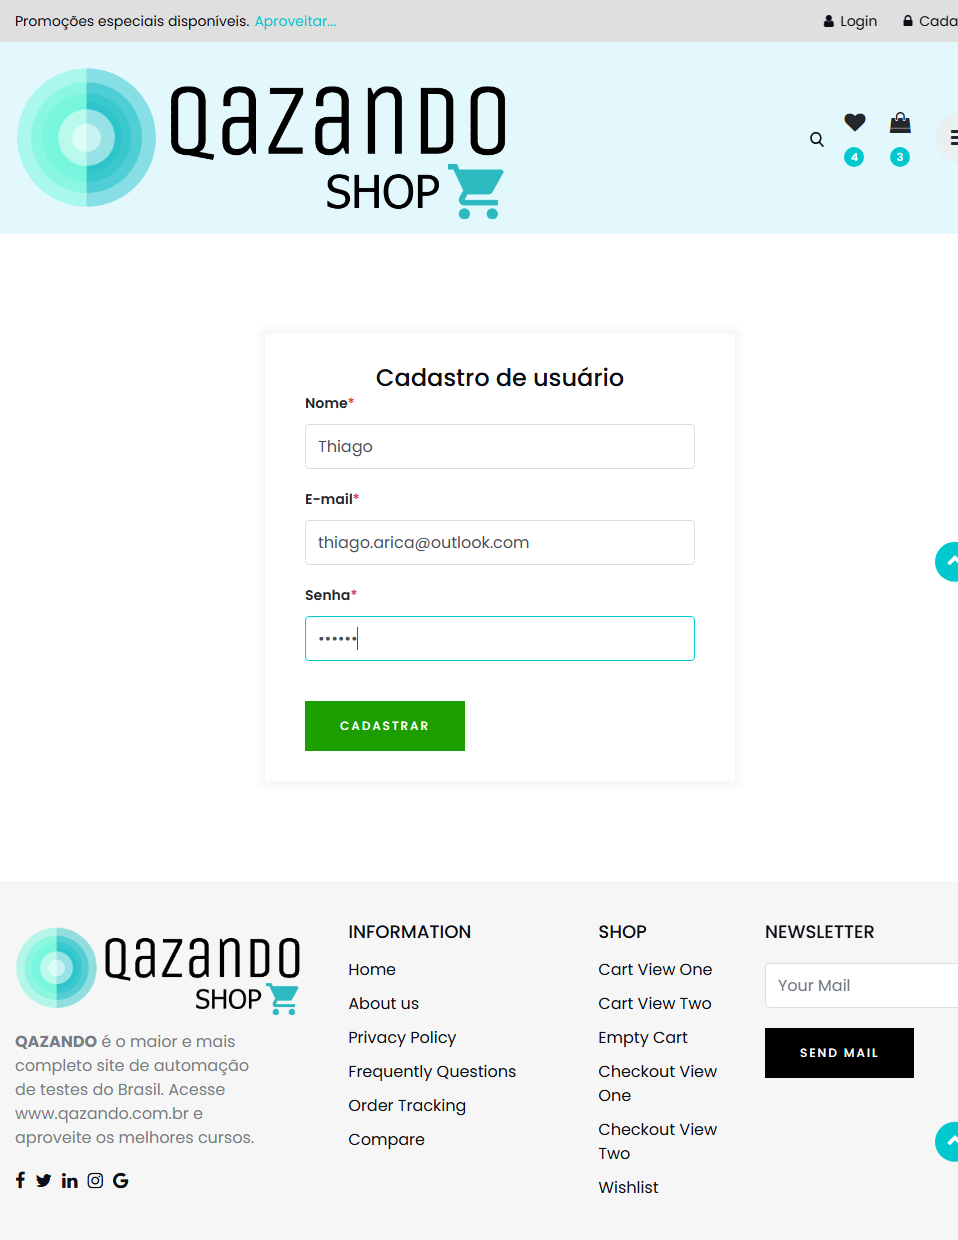 Promoções especiais disponíveis. Aproveitar...
Login
Cada
QAZANDO
SHOP
4
3
Cadastro de usuário
Nome*
Thiago
E-mail*
thiago.arica@outlook.com
Senha*
••••••
CADASTRAR
QAZANDO
SHOP
QAZANDO é o maior e mais
completo site de automação
de testes do Brasil. Acesse
www.qazando.com.br e
aproveite os melhores cursos.
INFORMATION
Home
About us
Privacy Policy
Frequently Questions
Order Tracking
Compare
SHOP
Cart View One
Cart View Two
Empty Cart
Checkout View
One
Checkout View
Two
Wishlist
NEWSLETTER
Your Mail
SEND MAIL